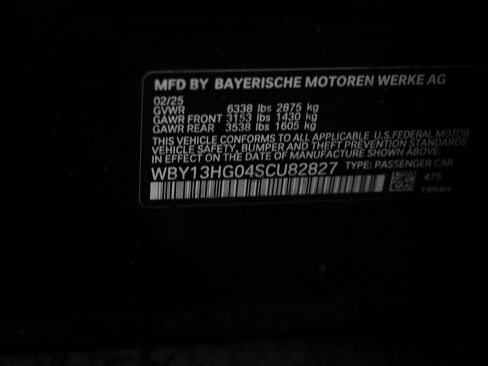 MFD BY BAYERISCHE MOTOREN WERKE AG
02/25
GVWR 6338 lbs 2875 kg
GAWR FRONT 3153 lbs 1430 kg
GAWR REAR 3538 lbs 1605 kg
THIS VEHICLE CONFORMS TO ALL APPLICABLE U.S.FEDERAL MOTOR
VEHICLE SAFETY, BUMPER AND THEFT PREVENTION STANDARDS
IN EFFECT ON THE DATE OF MANUFACTURE SHOWN ABOVE.
WBY13HG04SCU82827 TYPE: PASSENGER CAR
475